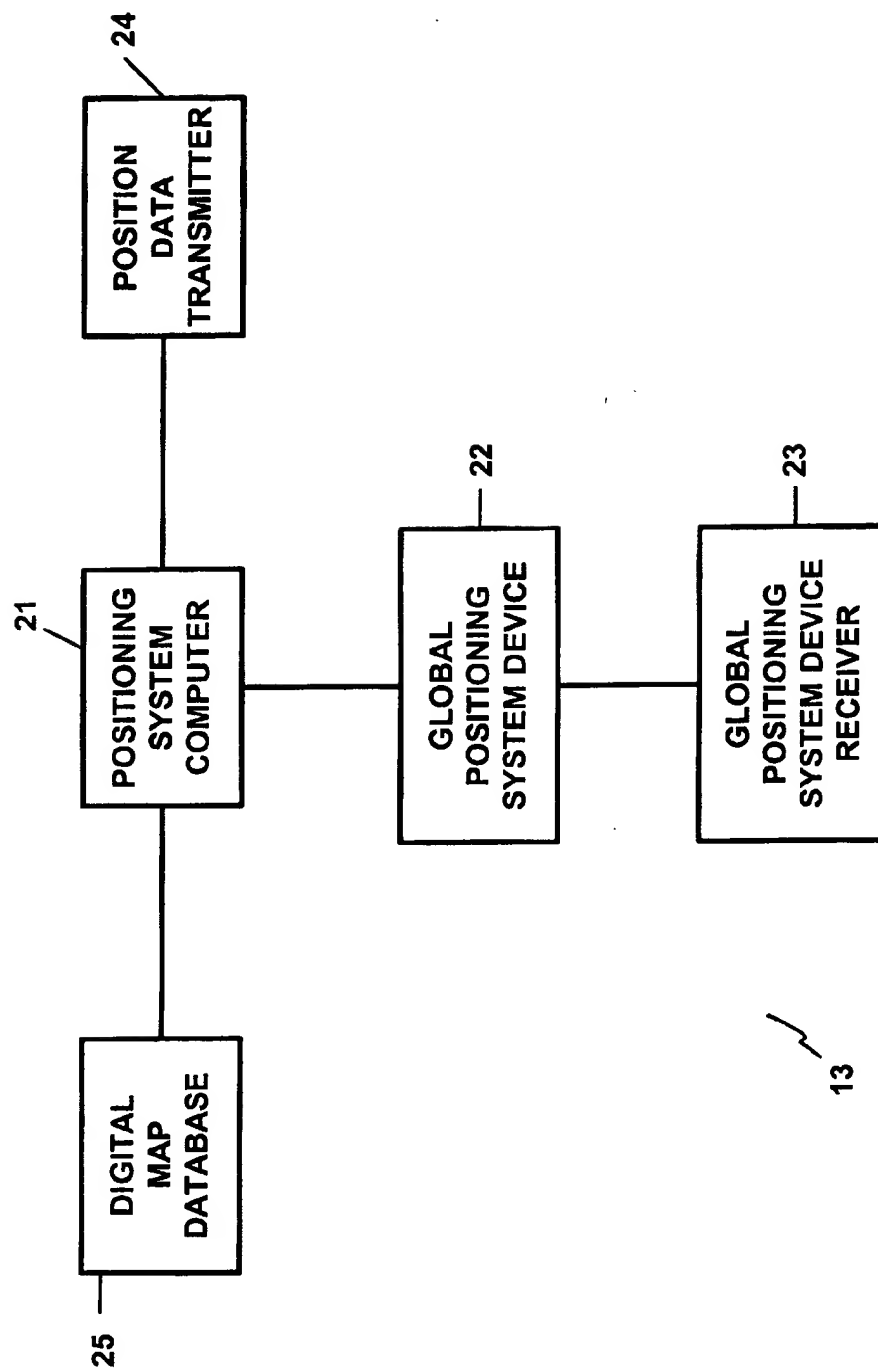 21
POSITIONING
SYSTEM
COMPUTER
24
POSITION
DATA
TRANSMITTER
25
DIGITAL
MAP
DATABASE
22
GLOBAL
POSITIONING
SYSTEM DEVICE
23
GLOBAL
POSITIONING
SYSTEM DEVICE
RECEIVER
13